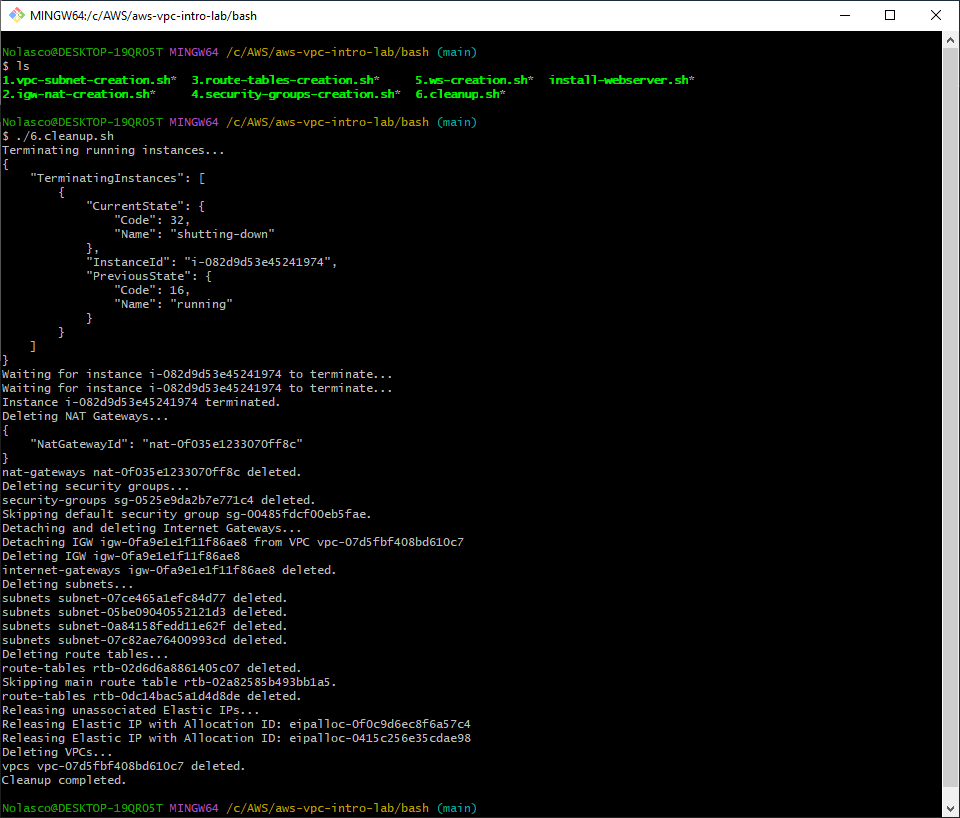 MINGW64:/c/AWS/aws-vpc-intro-lab/bash
Nolasco@DESKTOP-19QRO5T MINGW64 /c/AWS/aws-vpc-intro-lab/bash (main)
$ ls
1.vpc-subnet-creation.sh*  3.route-tables-creation.sh*     5.ws-creation.sh*  install-webserver.sh*
2.igw-nat-creation.sh*     4.security-groups-creation.sh*  6.cleanup.sh*
Nolasco@DESKTOP-19QRO5T MINGW64 /c/AWS/aws-vpc-intro-lab/bash (main)
$ ./6.cleanup.sh
Terminating running instances...
{
    "TerminatingInstances": [
        {
            "CurrentState": {
                "Code": 32,
                "Name": "shutting-down"
            },
            "InstanceId": "i-082d9d53e45241974",
            "PreviousState": {
                "Code": 16,
                "Name": "running"
            }
        }
    ]
}
Waiting for instance i-082d9d53e45241974 to terminate...
Waiting for instance i-082d9d53e45241974 to terminate...
Instance i-082d9d53e45241974 terminated.
Deleting NAT Gateways...
{
    "NatGatewayId": "nat-0f035e1233070ff8c"
}
nat-gateways nat-0f035e1233070ff8c deleted.
Deleting security groups...
security-groups sg-0525e9da2b7e771c4 deleted.
Skipping default security group sg-00485fdcf00eb5fae.
Detaching and deleting Internet Gateways...
Detaching IGW igw-0fa9e1e1f11f86ae8 from VPC vpc-07d5fbf408bd610c7
Deleting IGW igw-0fa9e1e1f11f86ae8
internet-gateways igw-0fa9e1e1f11f86ae8 deleted.
Deleting subnets...
subnets subnet-07ce465a1efc84d77 deleted.
subnets subnet-05be09040552121d3 deleted.
subnets subnet-0a84158fedd11e62f deleted.
subnets subnet-07c82ae76400993cd deleted.
Deleting route tables...
route-tables rtb-02d6d6a8861405c07 deleted.
Skipping main route table rtb-02a82585b493bb1a5.
route-tables rtb-0dc14bac5a1d4d8de deleted.
Releasing unassociated Elastic IPs...
Releasing Elastic IP with Allocation ID: eipalloc-0f0c9d6ec8f6a57c4
Releasing Elastic IP with Allocation ID: eipalloc-0415c256e35cdae98
Deleting VPCs...
vpcs vpc-07d5fbf408bd610c7 deleted.
Cleanup completed.
Nolasco@DESKTOP-19QRO5T MINGW64 /c/AWS/aws-vpc-intro-lab/bash (main)